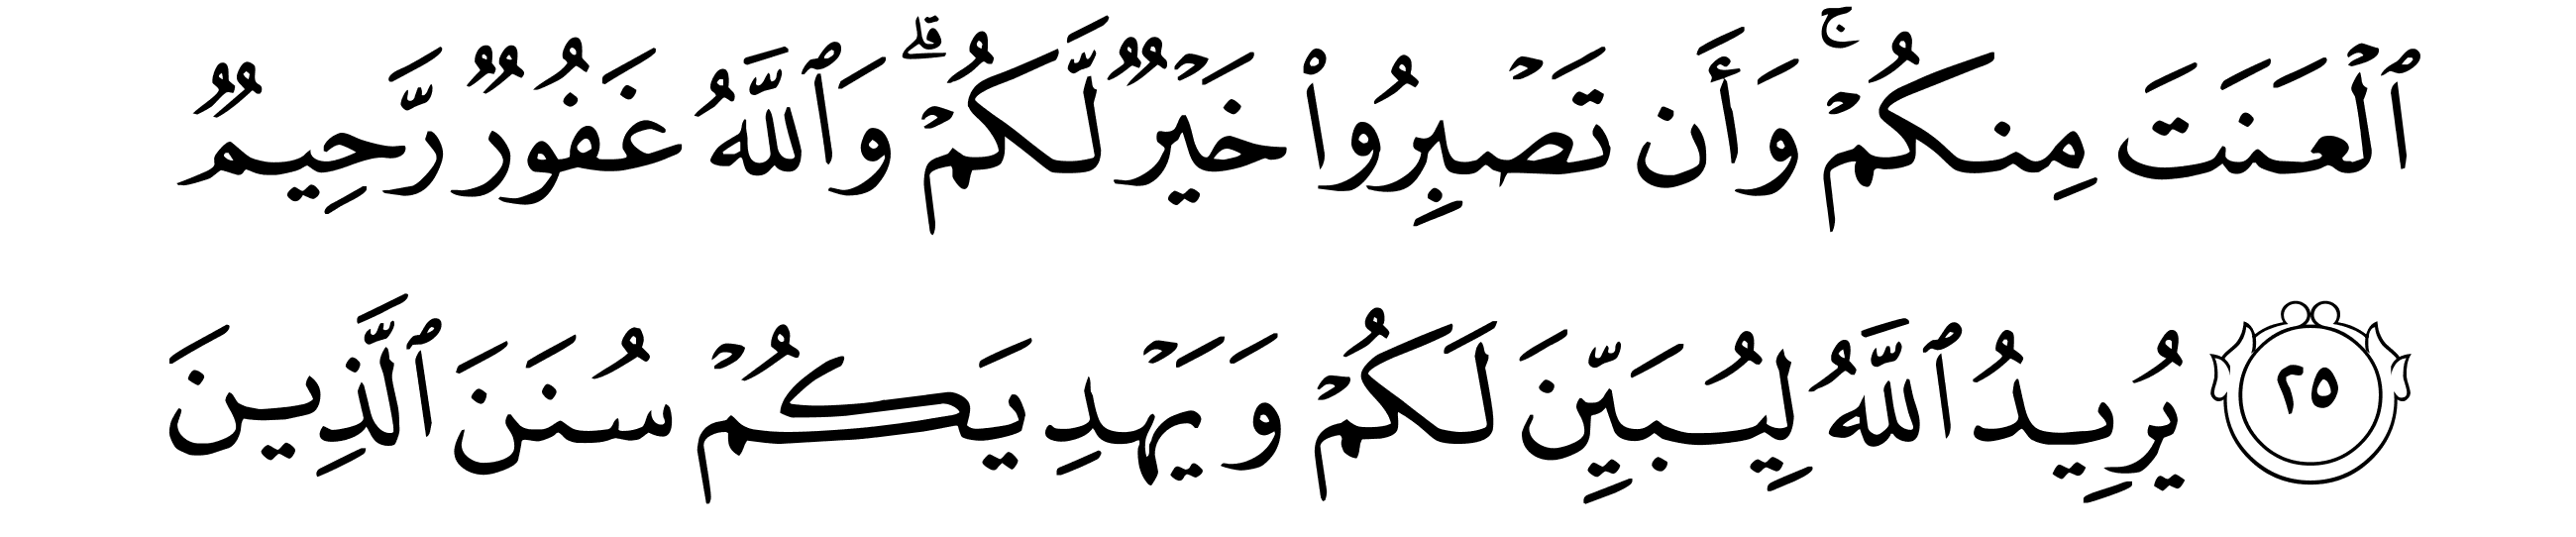 ٱلۡعَنَتَ مِنكُمۡۚ وَأَن تَصۡبِرُواْ خَيۡرٞ لَّكُمۡۗ وَٱللَّهُ غَفُورٞ رَّحِيمٞ
٢٥ يُرِيدُ ٱللَّهُ لِيُبَيِّنَ لَكُمۡ وَيَهۡدِيَكُمۡ سُنَنَ ٱلَّذِينَ